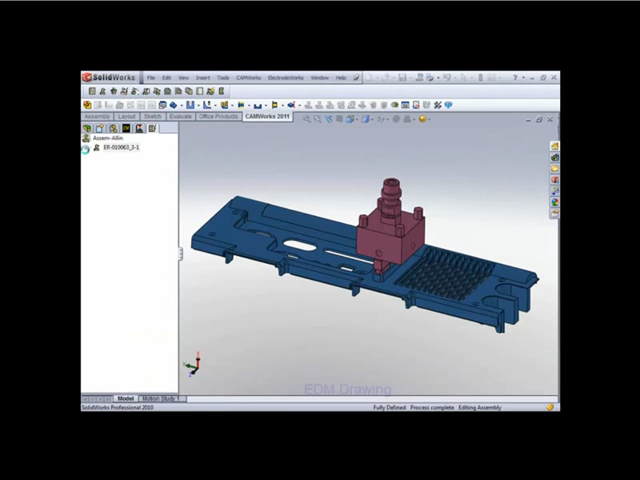 SolidWorks File Edit View Insert Tools CAMWorks ElectrodeWorks Window Help
Assembly Layout Sketch Evaluate Office Products CAMWorks 2011
Assem-Allin
ER-010063_3-1
EDM Drawing
Model Motion Study 1
SolidWorks Professional 2010 Fully Defined Process complete Editing Assembly